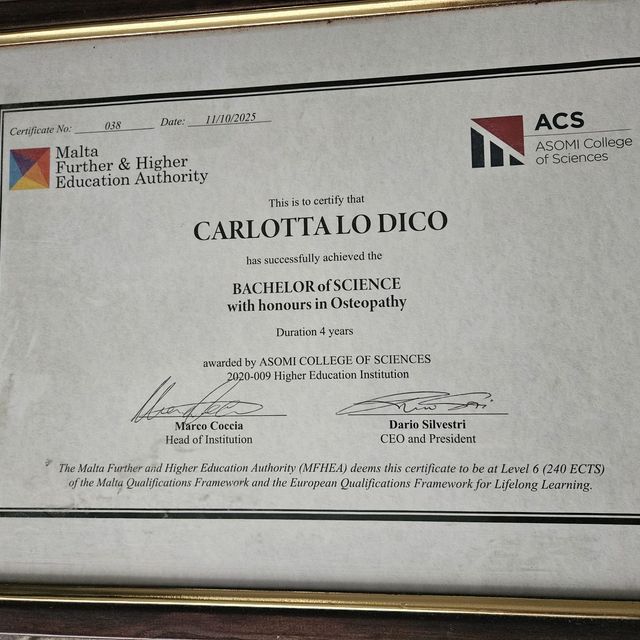 Certificate No: 038 Date: 11/10/2025
Malta
Further & Higher
Education Authority
ACS
ASOMI College
of Sciences
This is to certify that
CARLOTTA LO DICO
has successfully achieved the
BACHELOR of SCIENCE
with honours in Osteopathy
Duration 4 years
awarded by ASOMI COLLEGE OF SCIENCES
2020-009 Higher Education Institution
Marco Coccia
Head of Institution
Dario Silvestri
CEO and President
The Malta Further and Higher Education Authority (MFHEA) deems this certificate to be at Level 6 (240 ECTS)
of the Malta Qualifications Framework and the European Qualifications Framework for Lifelong Learning.